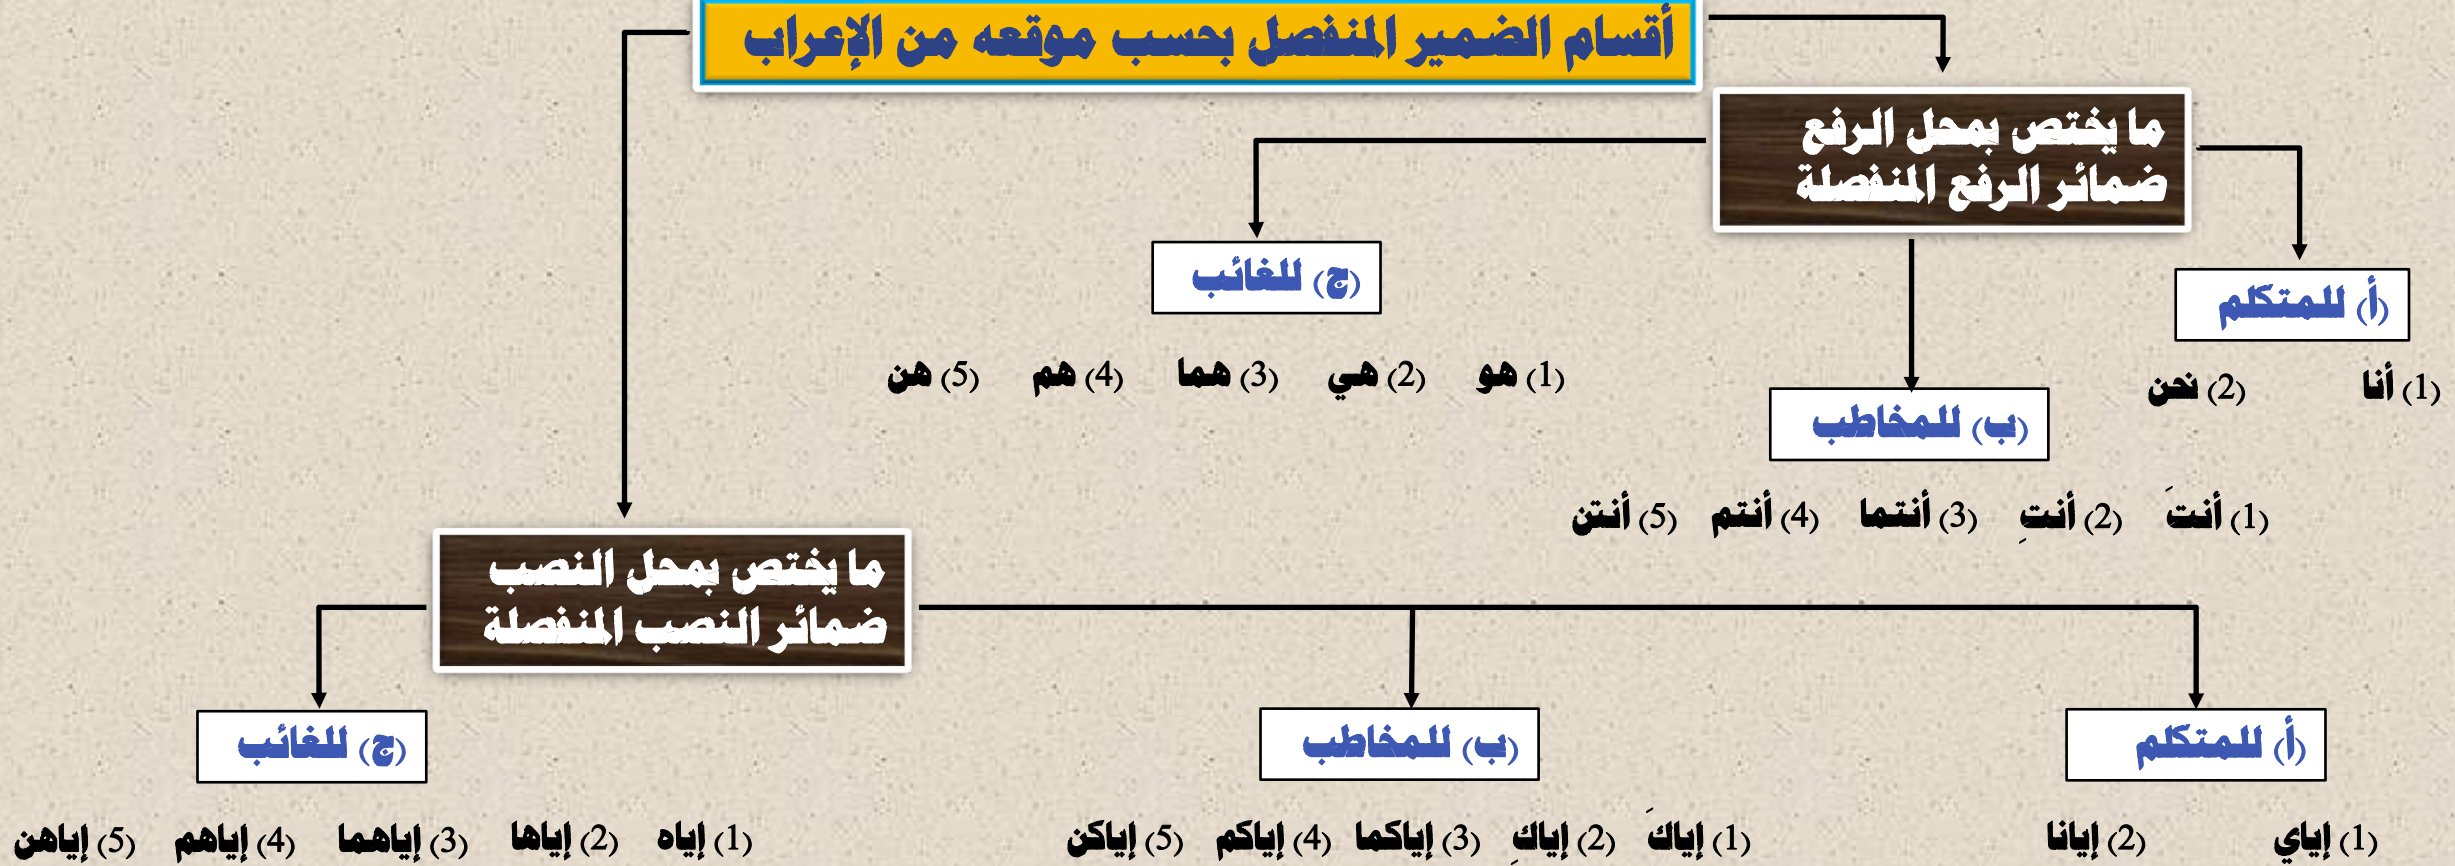 أقسام الضمير المنفصل بحسب موقعه من الإعراب
ما يختص بمحل الرفع
ضمائر الرفع المنفصلة
(أ) للمتكلم
(1) أنا (2) نحن
(ب) للمخاطب
(1) أنتَ (2) أنتِ (3) أنتما (4) أنتم (5) أنتن
(ج) للغائب
(1) هو (2) هي (3) هما (4) هم (5) هن
ما يختص بمحل النصب
ضمائر النصب المنفصلة
(أ) للمتكلم
(1) إياي (2) إيانا
(ب) للمخاطب
(1) إياكَ (2) إياكِ (3) إياكما (4) إياكم (5) إياكن
(ج) للغائب
(1) إياه (2) إياها (3) إياهما (4) إياهم (5) إياهن